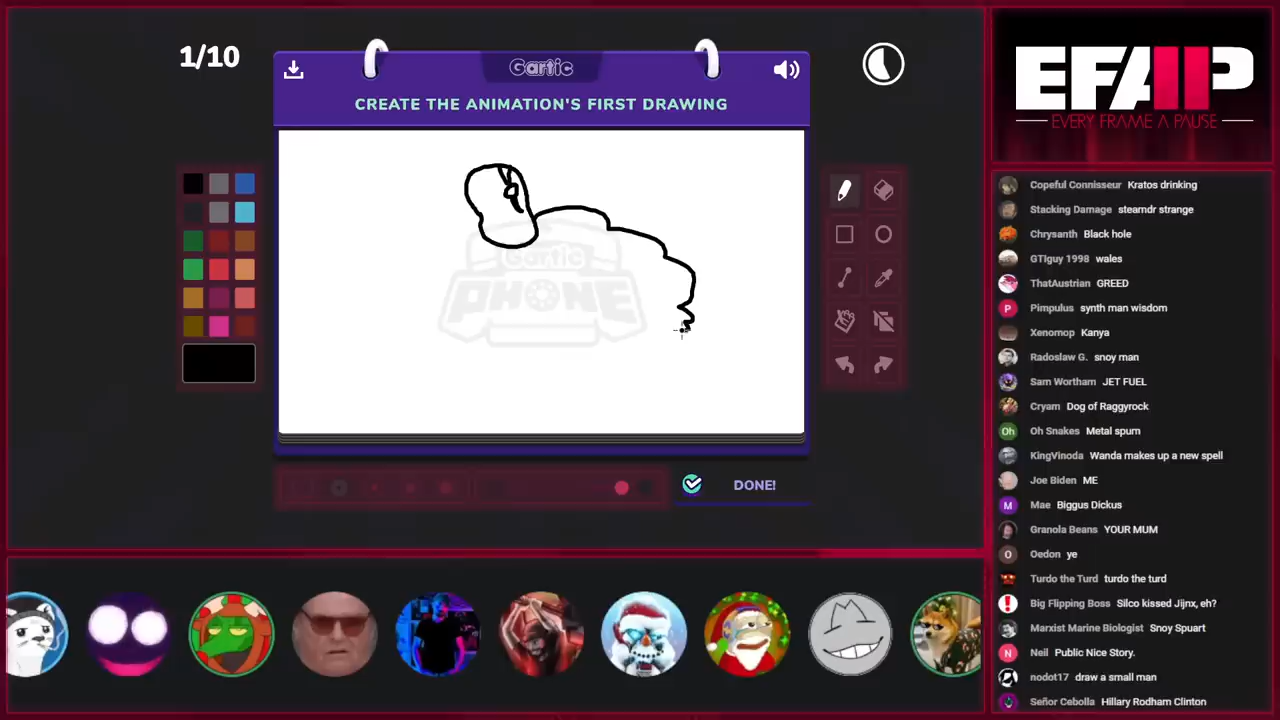 1/10
Gartic
CREATE THE ANIMATION'S FIRST DRAWING
Gartic
PHONE
DONE!
EFAP
EVERY FRAME A PAUSE
Copeful Connisseur Kratos drinking
Stacking Damage steamdr strange
Chrysanth Black hole
GTIguy 1998 wales
ThatAustrian GREED
P Pimpulus synth man wisdom
Xenomop Kanya
Radoslaw G. snoy man
Sam Wortham JET FUEL
Cryam Dog of Raggyrock
Oh Oh Snakes Metal spum
KingVinoda Wanda makes up a new spell
Joe Biden ME
M Mae Biggus Dickus
Granola Beans YOUR MUM
O Oedon ye
Turdo the Turd turdo the turd
Big Flipping Boss Silco kissed Jijnx, eh?
Marxist Marine Biologist Snoy Spuart
N Neil Public Nice Story.
nodot17 draw a small man
Señor Cebolla Hillary Rodham Clinton